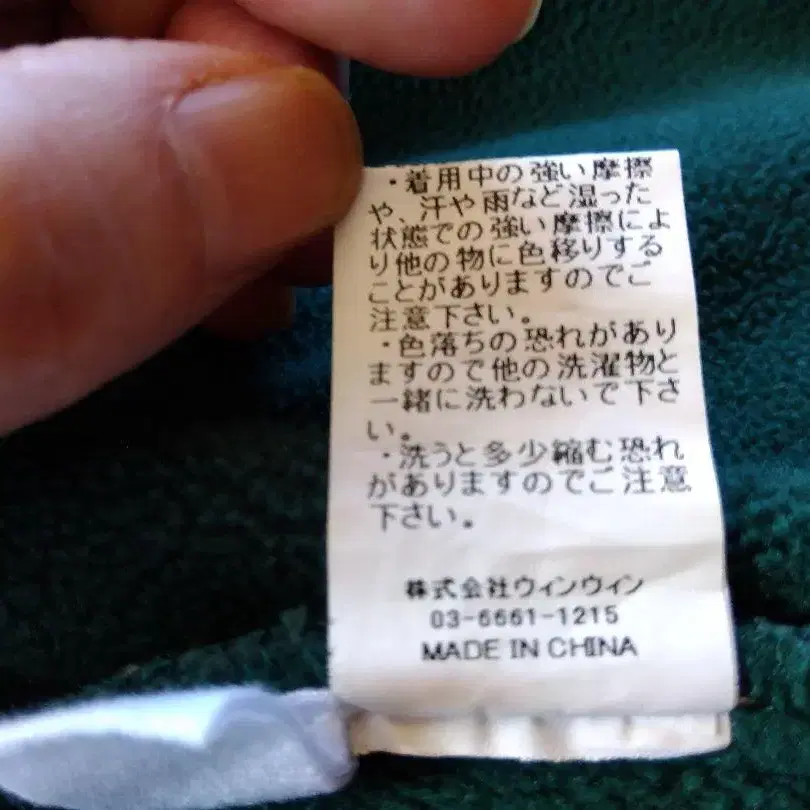 ・着用中の強い摩擦
や、汗や雨など湿った
状態での強い摩擦によ
り他の物に色移りする
ことがありますのでご
注意下さい。
・色落ちの恐れがあり
ますので他の洗濯物と
一緒に洗わないで下さ
い。
・洗うと多少縮む恐れ
がありますのでご注意
下さい。
株式会社ウィンウィン
03-6661-1215
MADE IN CHINA